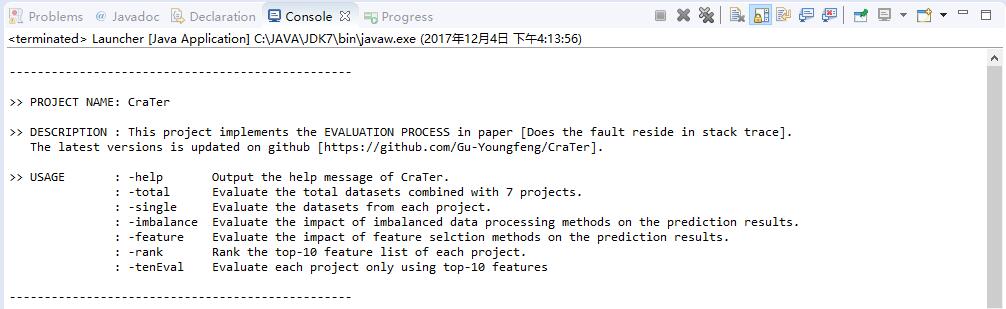 Problems @ Javadoc Declaration Console Progress
<terminated> Launcher [Java Application] C:\JAVA\JDK7\bin\javaw.exe (2017年12月4日 下午4:13:56)
-------------------------------------------------
>> PROJECT NAME: CraTer
>> DESCRIPTION : This project implements the EVALUATION PROCESS in paper [Does the fault reside in stack trace].
The latest versions is updated on github [https://github.com/Gu-Youngfeng/CraTer].
>> USAGE : -help Output the help message of CraTer.
: -total Evaluate the total datasets combined with 7 projects.
: -single Evaluate the datasets from each project.
: -imbalance Evaluate the impact of imbalanced data processing methods on the prediction results.
: -feature Evaluate the impact of feature selction methods on the prediction results.
: -rank Rank the top-10 feature list of each project.
: -tenEval Evaluate each project only using top-10 features
-------------------------------------------------